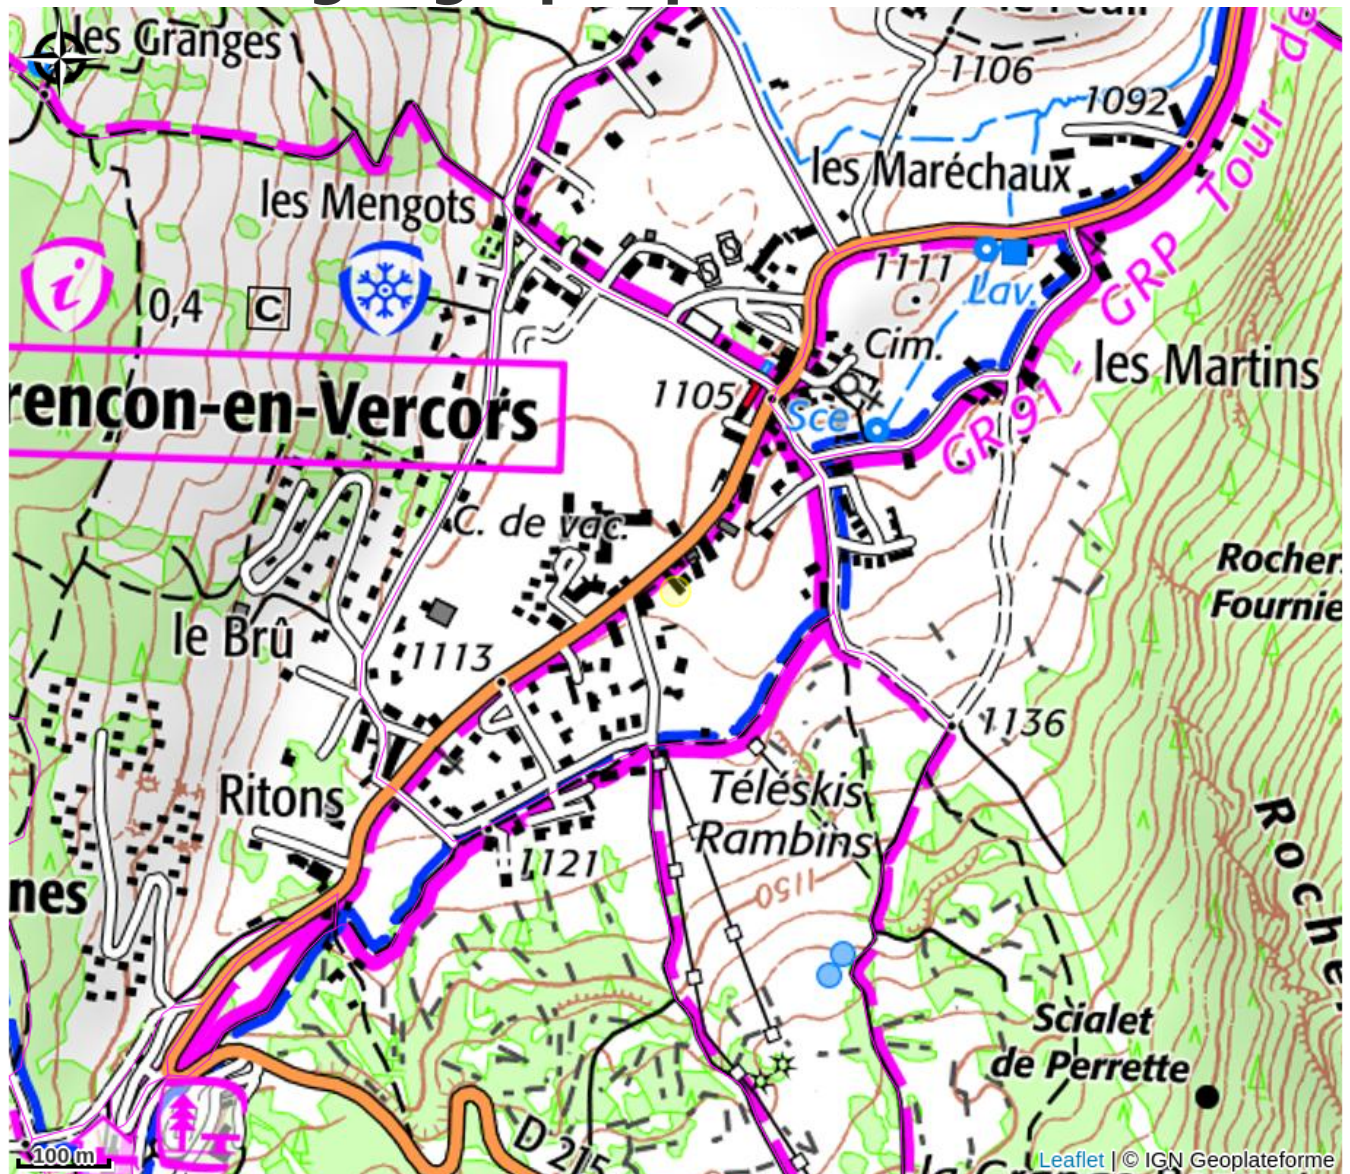 les Granges
1106
1092
Tour de
les Maréchaux
les Mengots
i
0,4
C
1111
Lav.
GRP
Cim.
les Martins
1105
Sce
GR 91 -
rençon-en-Vercors
C. de vac.
Rocher
Fournie
le Brû
1113
1136
Ritons
Téléskis
Rambins
1121
1150
nes
Roche
Scialet
de Perrette
D 215
100 m
Leaflet | © IGN Geoplateforme